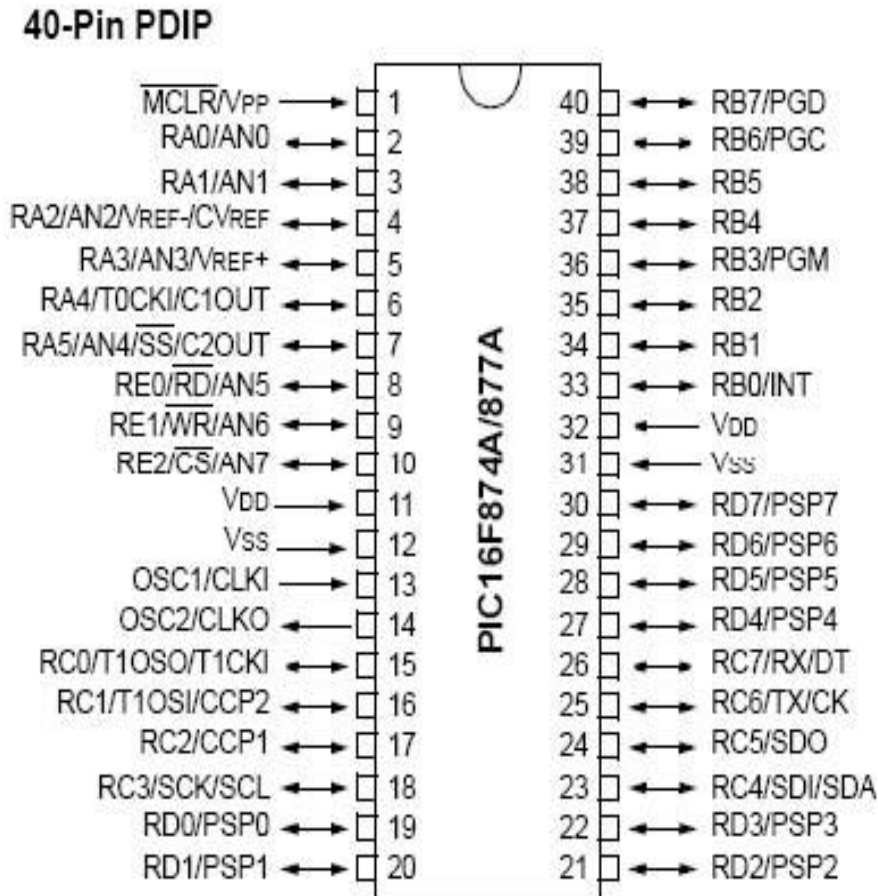 40-Pin PDIP
MCLR/VPP 1 40 RB7/PGD
RA0/AN0 2 39 RB6/PGC
RA1/AN1 3 38 RB5
RA2/AN2/VREF-/CVREF 4 37 RB4
RA3/AN3/VREF+ 5 36 RB3/PGM
RA4/T0CKI/C1OUT 6 35 RB2
RA5/AN4/SS/C2OUT 7 34 RB1
RE0/RD/AN5 8 33 RB0/INT
RE1/WR/AN6 9 32 VDD
RE2/CS/AN7 10 31 VSS
VDD 11 30 RD7/PSP7
VSS 12 29 RD6/PSP6
OSC1/CLKI 13 28 RD5/PSP5
OSC2/CLKO 14 27 RD4/PSP4
RC0/T1OSO/T1CKI 15 26 RC7/RX/DT
RC1/T1OSI/CCP2 16 25 RC6/TX/CK
RC2/CCP1 17 24 RC5/SDO
RC3/SCK/SCL 18 23 RC4/SDI/SDA
RD0/PSP0 19 22 RD3/PSP3
RD1/PSP1 20 21 RD2/PSP2
PIC16F874A/877A